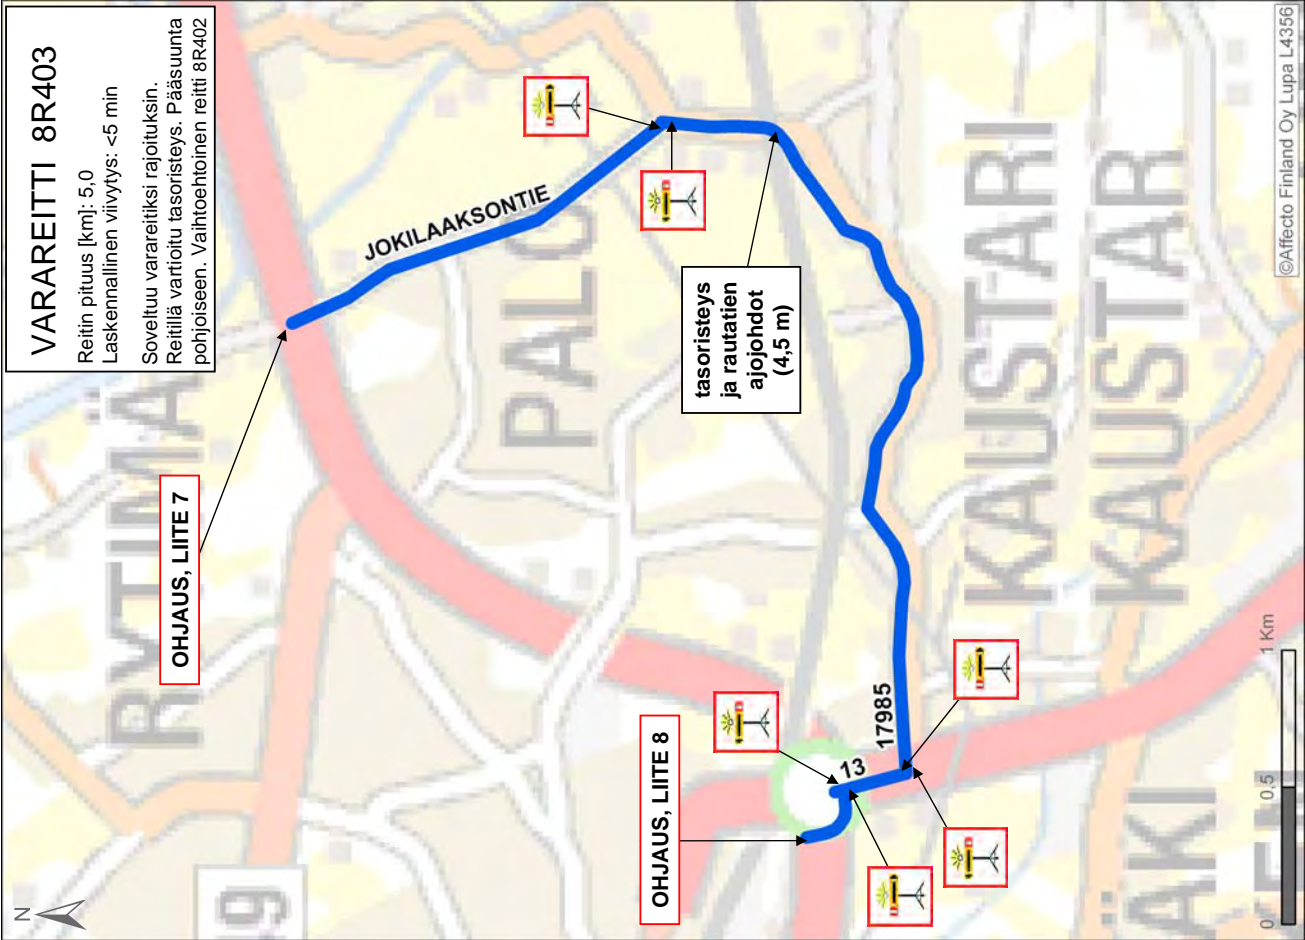 VARAREITTI 8R403
Reitin pituus [km]: 5,0
Laskennallinen viivytys: <5 min
Soveltuu varareitiksi rajoituksin.
Reitillä vartioitu tasoristeys. Pääsuunta
pohjoiseen. Vaihtoehtoinen reitti 8R402
N
RYTIMÄ
OHJAUS, LIITE 7
JOKILAAKSONTIE
PALO
OHJAUS, LIITE 8
tasoristeys
ja rautatien
ajojohdot
(4,5 m)
13
17985
KAUSTARI
KAUSTAR
ÄKI
0
0,5
1 Km
©Affecto Finland Oy Lupa L4356